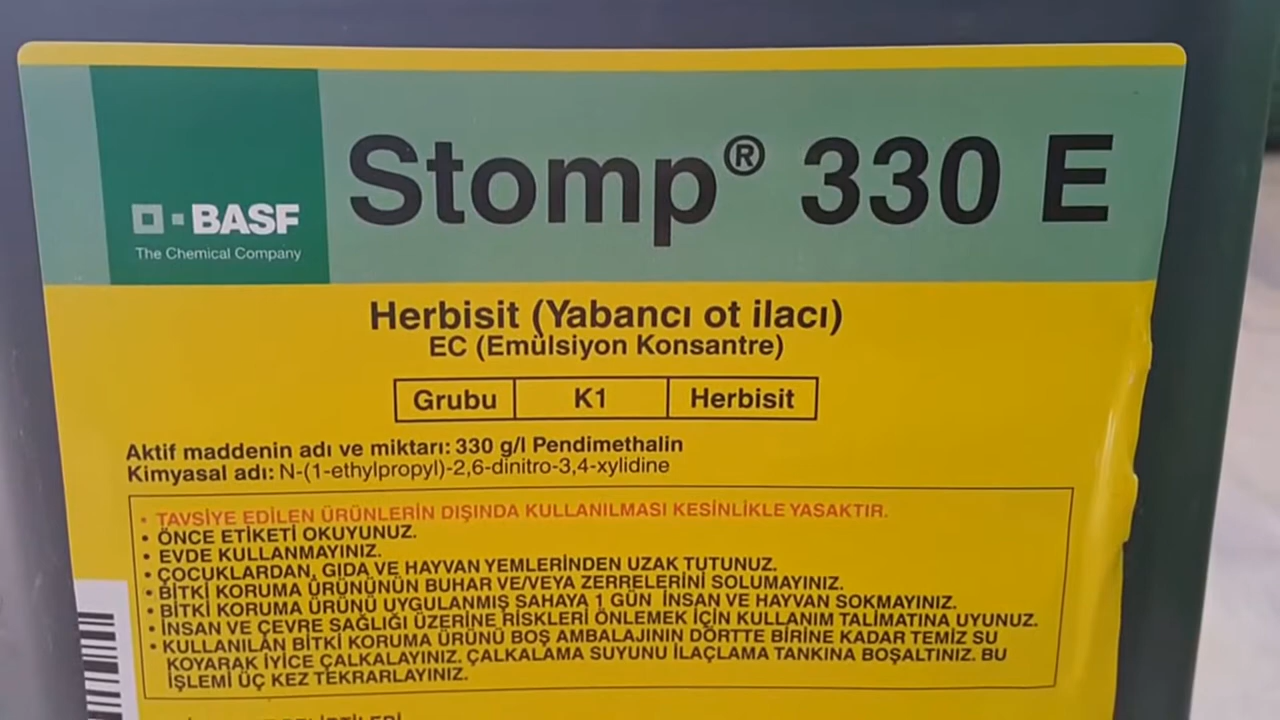 BASF
The Chemical Company
Stomp® 330 E
Herbisit (Yabancı ot ilacı)
EC (Emülsiyon Konsantre)
Grubu K1 Herbisit
Aktif maddenin adı ve miktarı: 330 g/l Pendimethalin
Kimyasal adı: N-(1-ethylpropyl)-2,6-dinitro-3,4-xylidine
• TAVSİYE EDİLEN ÜRÜNLERİN DIŞINDA KULLANILMASI KESİNLİKLE YASAKTIR.
• ÖNCE ETİKETİ OKUYUNUZ.
• EVDE KULLANMAYINIZ.
• ÇOCUKLARDAN, GIDA VE HAYVAN YEMLERİNDEN UZAK TUTUNUZ.
• BİTKİ KORUMA ÜRÜNÜNÜN BUHAR VE/VEYA ZERRELERİNİ SOLUMAYINIZ.
• BİTKİ KORUMA ÜRÜNÜ UYGULANMIŞ SAHAYA 1 GÜN İNSAN VE HAYVAN SOKMAYINIZ.
• İNSAN VE ÇEVRE SAĞLIĞI ÜZERİNE RİSKLERİ ÖNLEMEK İÇİN KULLANIM TALİMATINA UYUNUZ.
• KULLANILAN BİTKİ KORUMA ÜRÜNÜ BOŞ AMBALAJININ DÖRTTE BİRİNE KADAR TEMİZ SU
KOYARAK İYİCE ÇALKALAYINIZ. ÇALKALAMA SUYUNU İLAÇLAMA TANKINA BOŞALTINIZ. BU
İŞLEMİ ÜÇ KEZ TEKRARLAYINIZ.